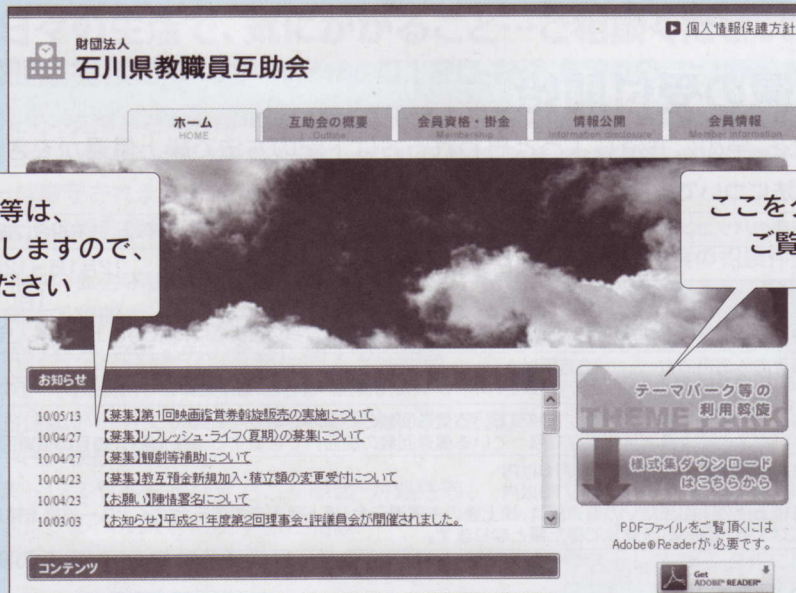 個人情報保護方針
財団法人
石川県教職員互助会
ホーム
HOME
互助会の概要
Outline
会員資格・掛金
Membership
情報公開
Information disclosure
会員情報
Member Information
等は、
しますので、
ださい
ここをク
ご覧
お知らせ
10/05/13 【募集】第1回映画鑑賞券斡旋販売の実施について
10/04/27 【募集】リフレッシュ・ライフ(夏期)の募集について
10/04/27 【募集】観劇等補助について
10/04/23 【募集】教互預金新規加入・積立額の変更受付について
10/04/23 【お願い】陳情署名について
10/03/03 【お知らせ】平成21年度第2回理事会・評議員会が開催されました。
コンテンツ
テーマパーク等の
利用斡旋
THEME PARK
様式集ダウンロード
はこちらから
PDFファイルをご覧頂くには
Adobe®Readerが必要です。
Get
ADOBE® READER®